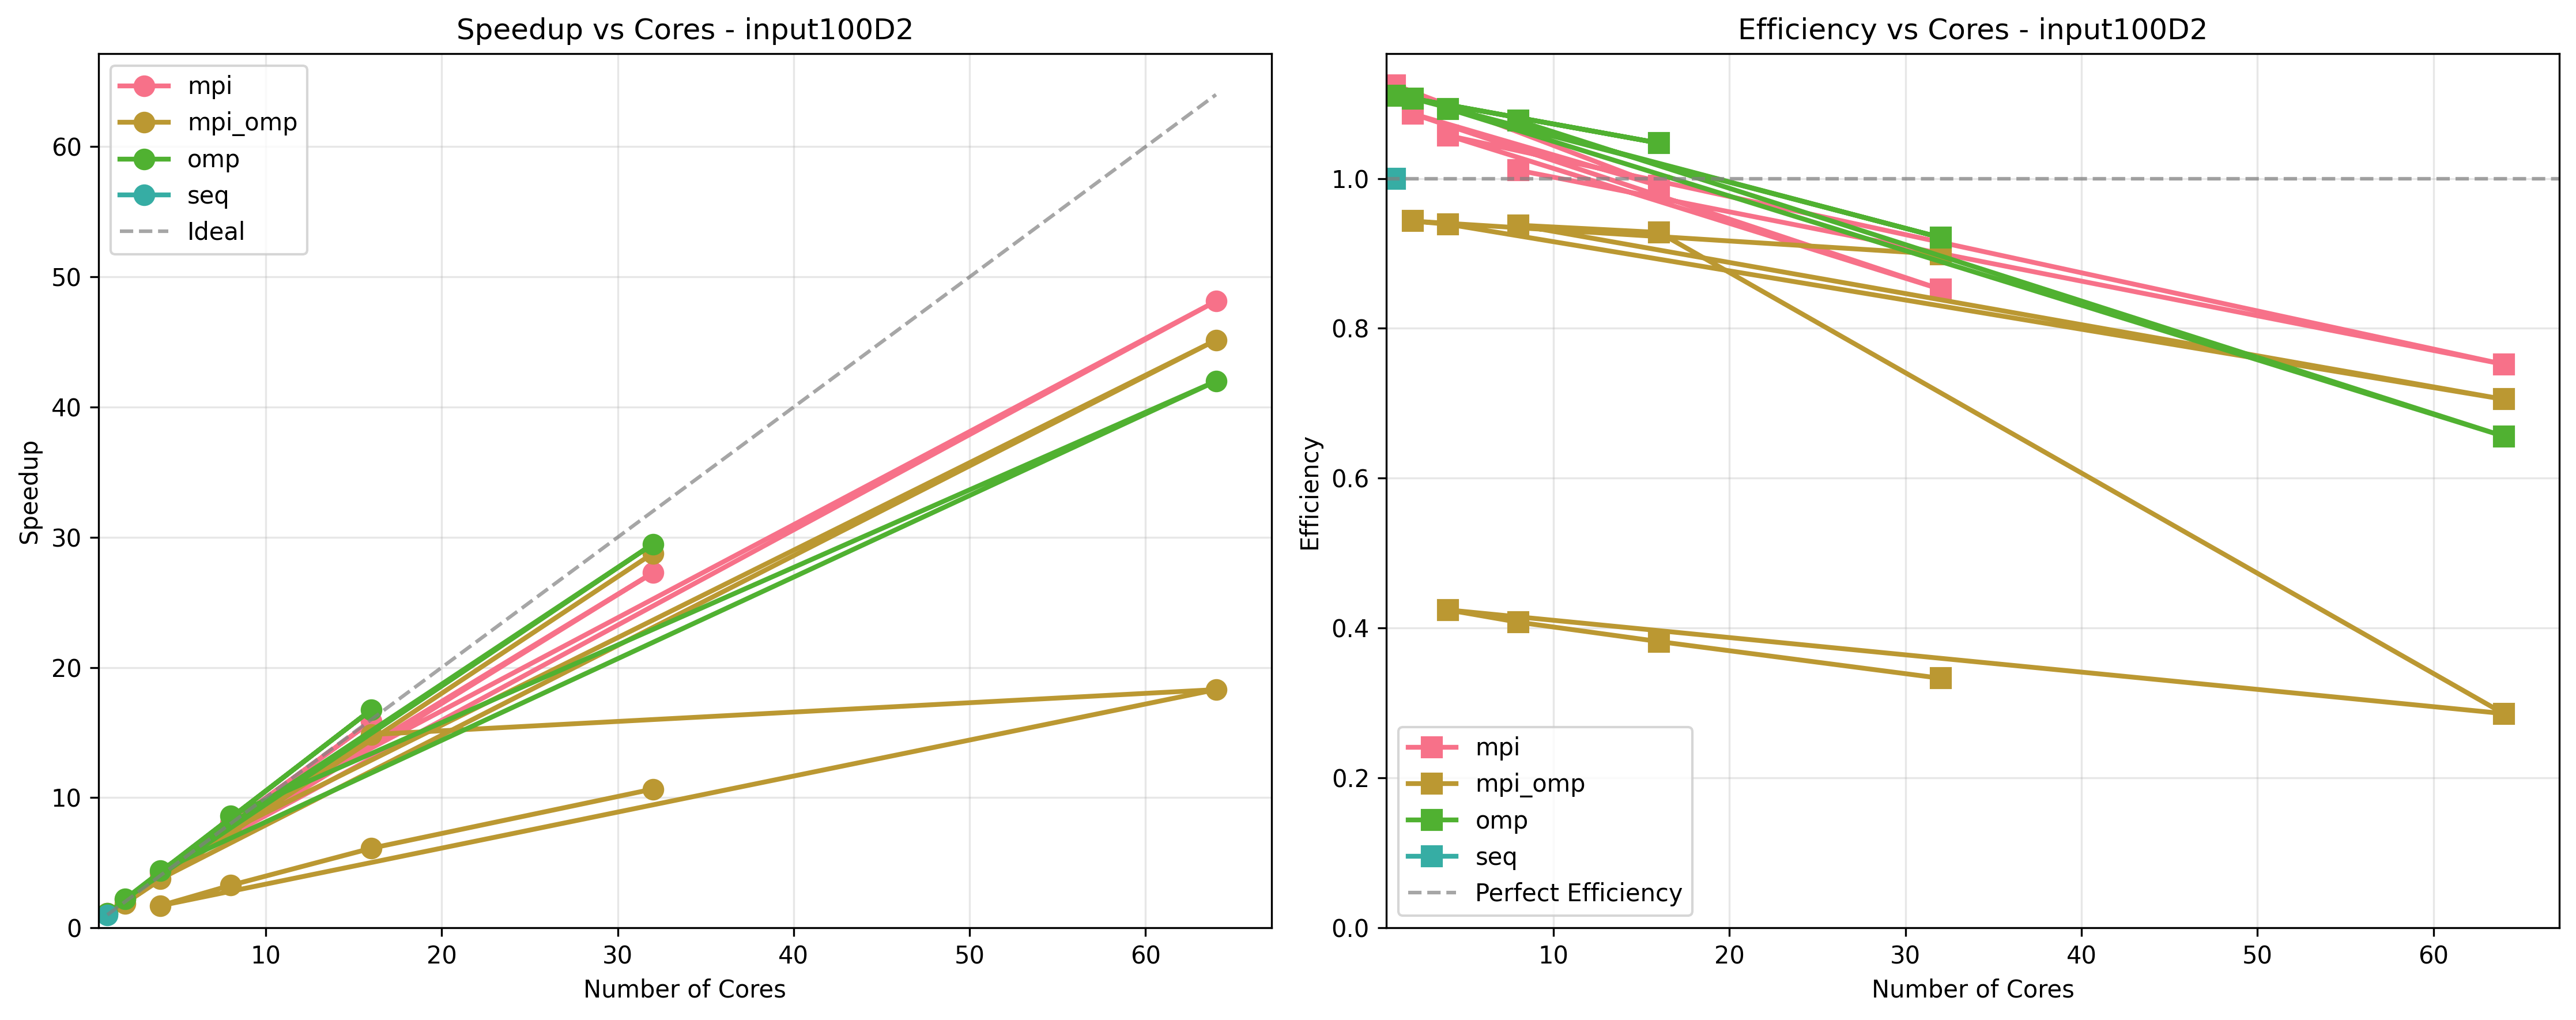 Speedup vs Cores - input100D2
mpi
mpi_omp
omp
seq
Ideal
60
50
40
30
20
10
0
Speedup
10 20 30 40 50 60
Number of Cores
Efficiency vs Cores - input100D2
1.0
0.8
0.6
0.4
0.2
0.0
Efficiency
mpi
mpi_omp
omp
seq
Perfect Efficiency
10 20 30 40 50 60
Number of Cores